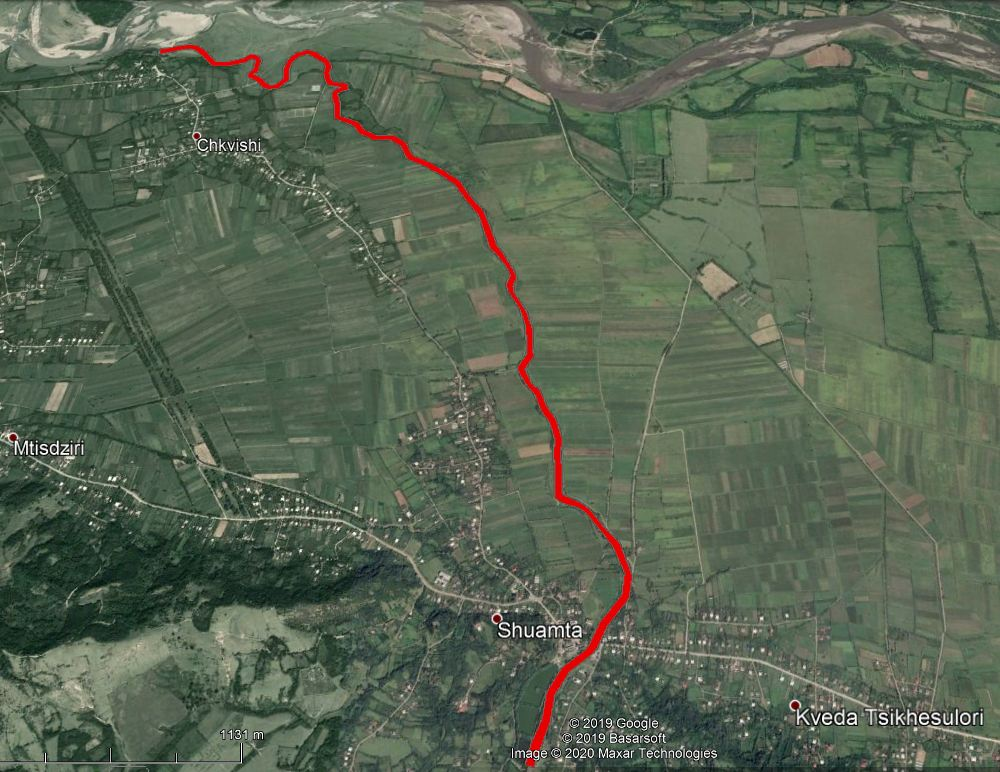 Chkvishi
Mtisdziri
Shuamta
Kveda Tsikhesulori
1131 m
© 2019 Google
© 2019 Basarsoft
Image © 2020 Maxar Technologies